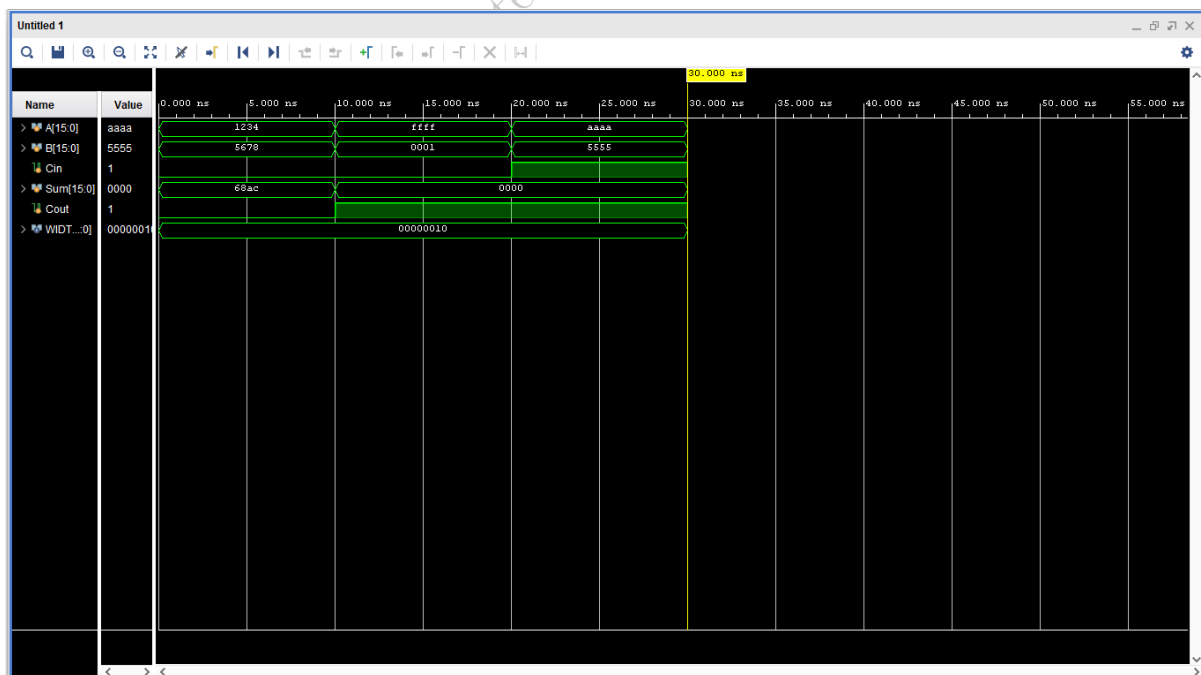 Untitled 1
30.000 ns
Name Value 0.000 ns 5.000 ns 10.000 ns 15.000 ns 20.000 ns 25.000 ns 30.000 ns 35.000 ns 40.000 ns 45.000 ns 50.000 ns 55.000 ns
A[15:0] aaaa 1234 ffff aaaa
B[15:0] 5555 5678 0001 5555
Cin 1
Sum[15:0] 0000 68ac 0000
Cout 1
WIDT...:0] 00000010 00000010